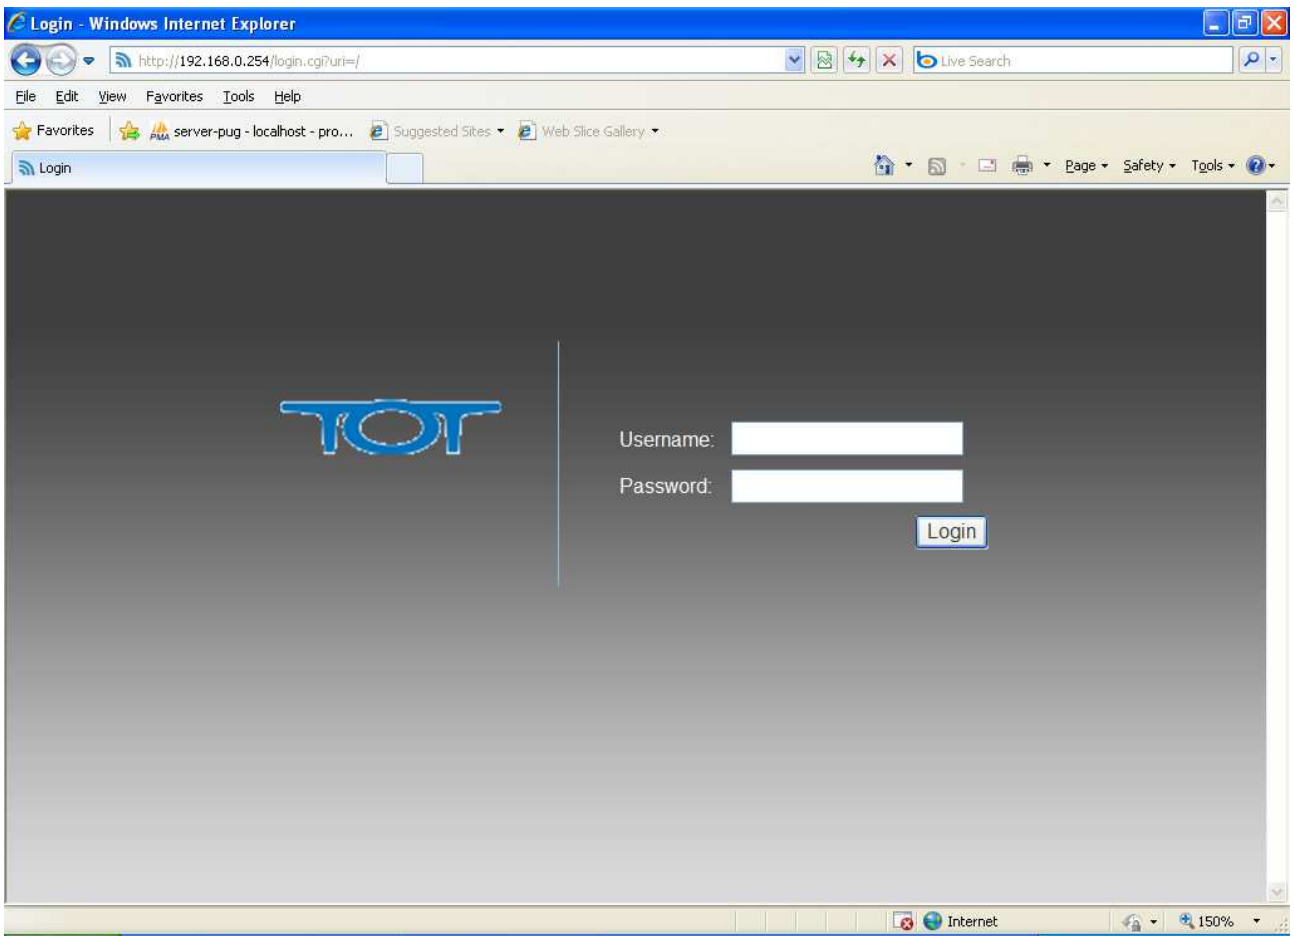 Login - Windows Internet Explorer
http://192.168.0.254/login.cgi?uri=/
Live Search
File Edit View Favorites Tools Help
Favorites PMA server-pug - localhost - pro... Suggested Sites Web Slice Gallery
Login
Page Safety Tools
TOT
Username:
Password:
Login
Internet
150%